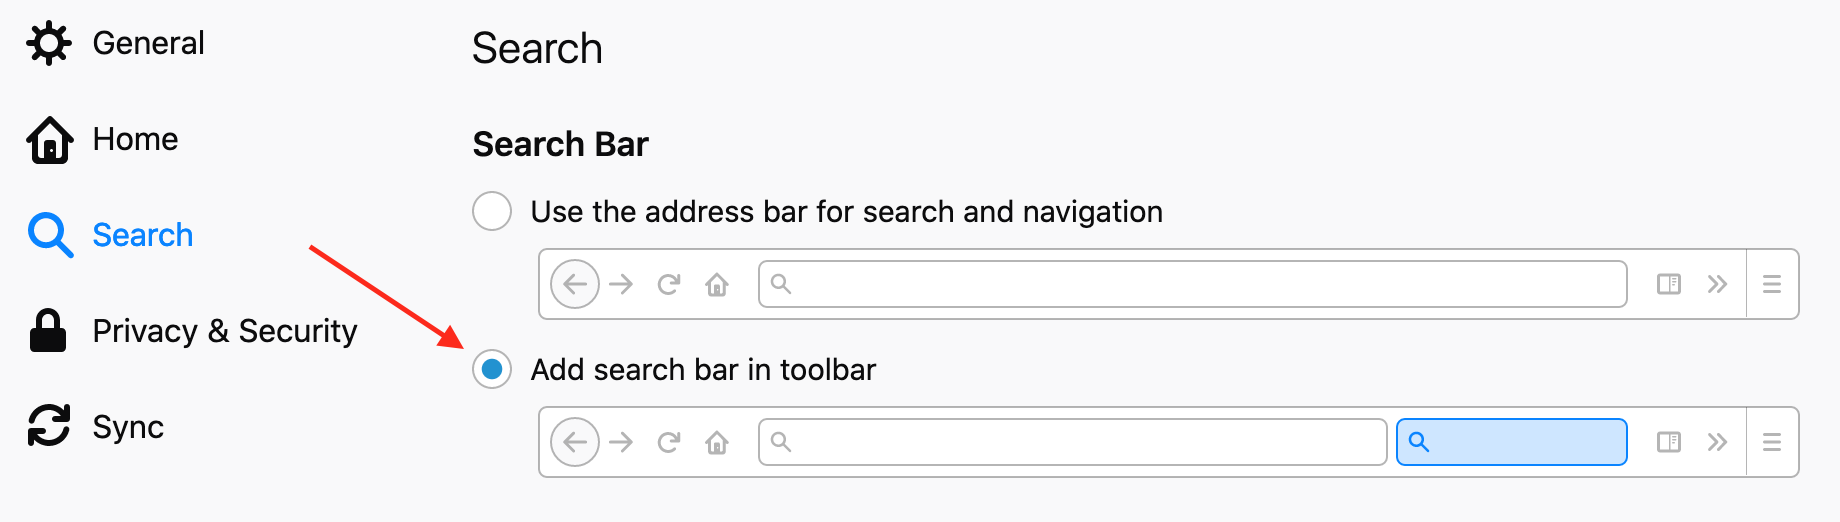 General
Home
Search
Privacy & Security
Sync
Search
Search Bar
Use the address bar for search and navigation
Add search bar in toolbar